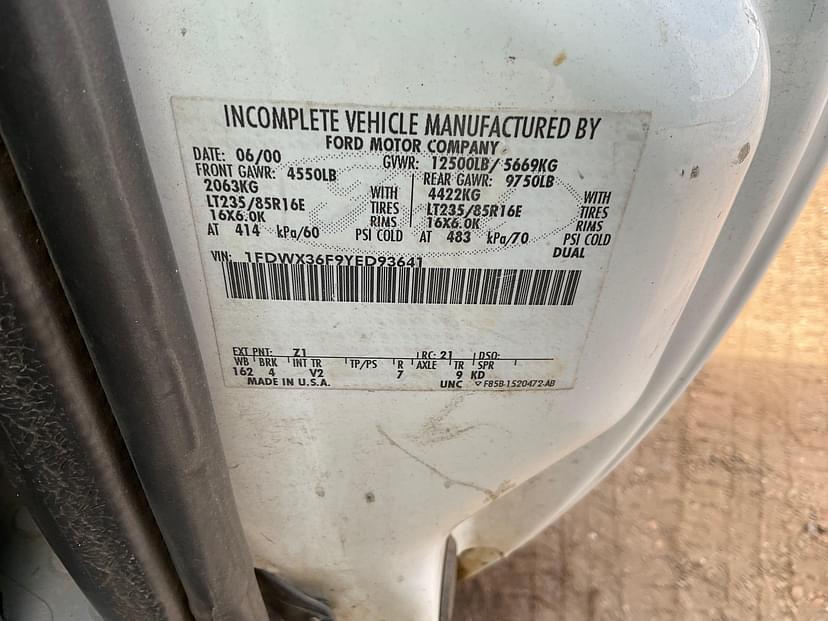 INCOMPLETE VEHICLE MANUFACTURED BY
FORD MOTOR COMPANY
DATE: 06/00 GVWR: 12500LB/ 5669KG
FRONT GAWR: 4550LB REAR GAWR: 9750LB
2063KG WITH 4422KG WITH
LT235/85R16E TIRES LT235/85R16E TIRES
16X6.0K RIMS 16X6.0K RIMS
AT 414 kPa/60 PSI COLD AT 483 kPa/70 PSI COLD
DUAL
VIN: 1FDWX36F9YED93641
EXT PNT: Z1 RC: 21 DSO:
WB BRK INT TR TP/PS R AXLE TR SPR
162 4 V2 7 9 KD
MADE IN U.S.A. UNC F85B-1520472-AB